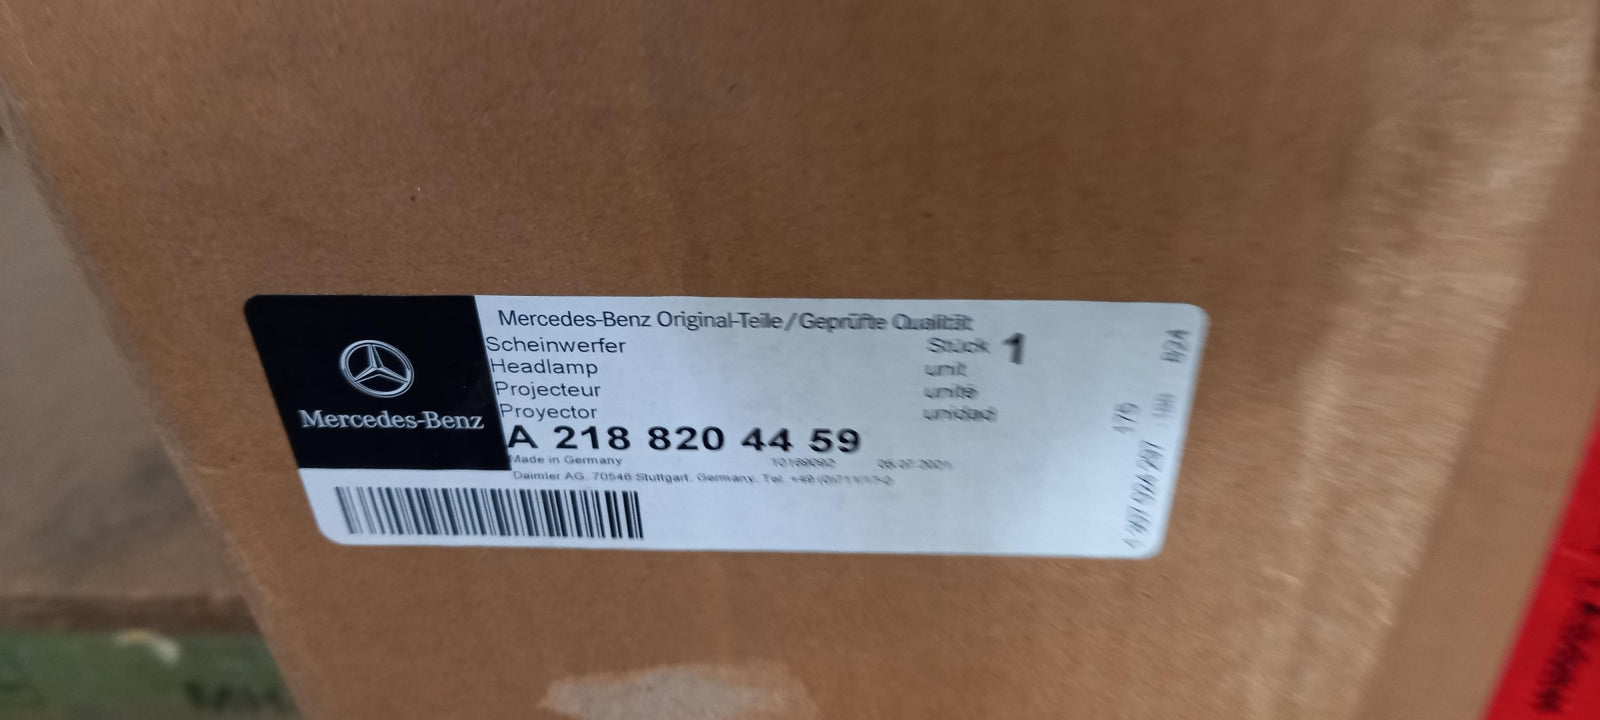 Mercedes-Benz
Mercedes-Benz Original-Teile/Geprüfte Qualität
Scheinwerfer
Headlamp
Projecteur
Proyector
Stück 1
unit
unité
unidad
A 218 820 44 59
Made in Germany
Daimler AG, 70546 Stuttgart, Germany, Tel.